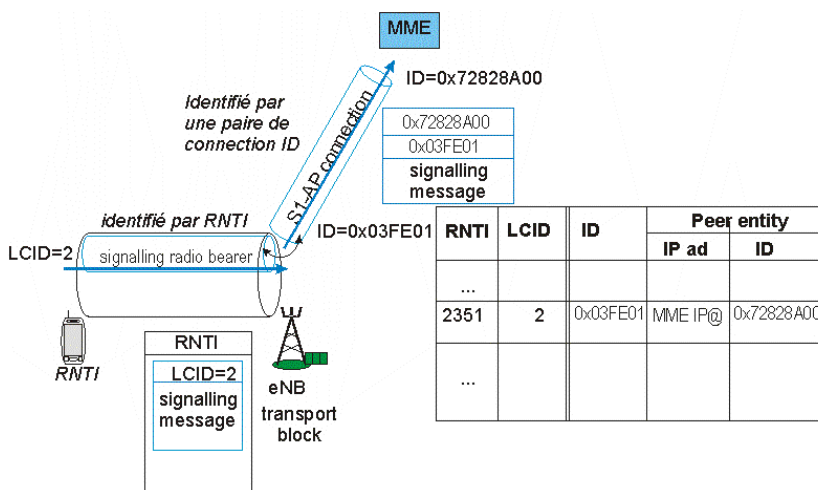 MME
ID=0x72828A00
Identifié par
une paire de
connection ID
S1-AP connection
0x72828A00
0x03FE01
signalling
message
identifié par RNTI
ID=0x03FE01
LCID=2
signalling radio bearer
RNTI
RNTI
LCID=2
signalling
message
eNB
transport
block
RNTI LCID ID Peer entity
IP ad ID
...
2351 2 0x03FE01 MME IP@ 0x72828A00
...